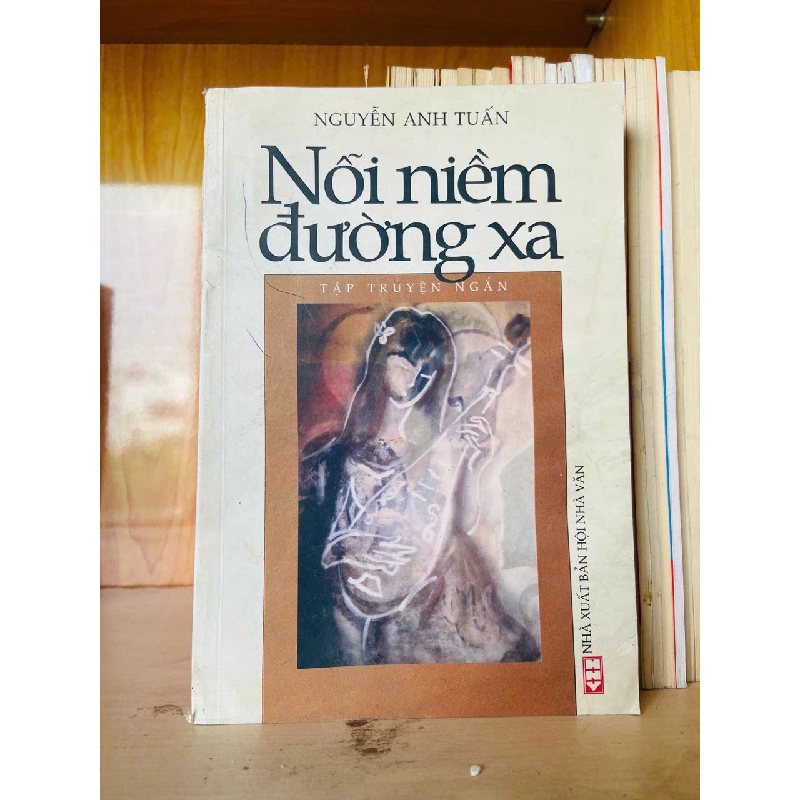 NGUYỄN ANH TUẤN
Nỗi niềm
đường xa
TẬP TRUYỆN NGẮN
NHÀ XUẤT BẢN HỘI NHÀ VĂN